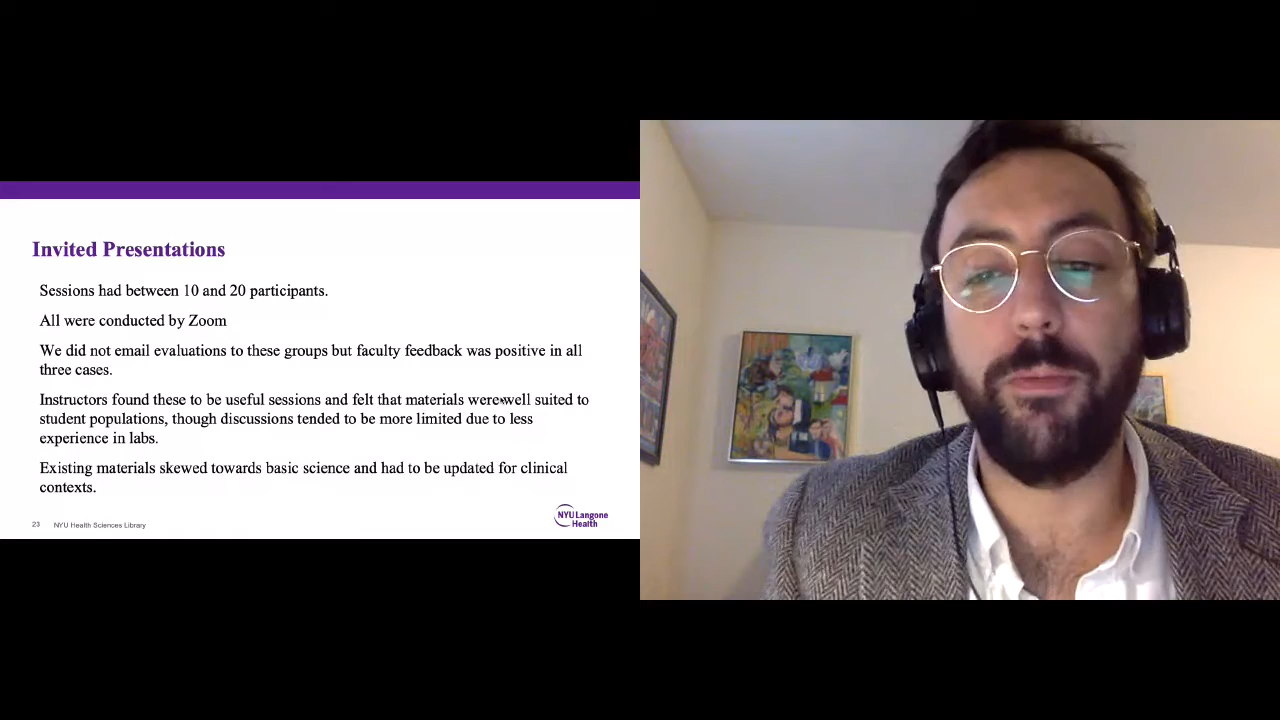 Invited Presentations
Sessions had between 10 and 20 participants.
All were conducted by Zoom
We did not email evaluations to these groups but faculty feedback was positive in all
three cases.
Instructors found these to be useful sessions and felt that materials were well suited to
student populations, though discussions tended to be more limited due to less
experience in labs.
Existing materials skewed towards basic science and had to be updated for clinical
contexts.
23 NYU Health Sciences Library
NYU Langone
Health